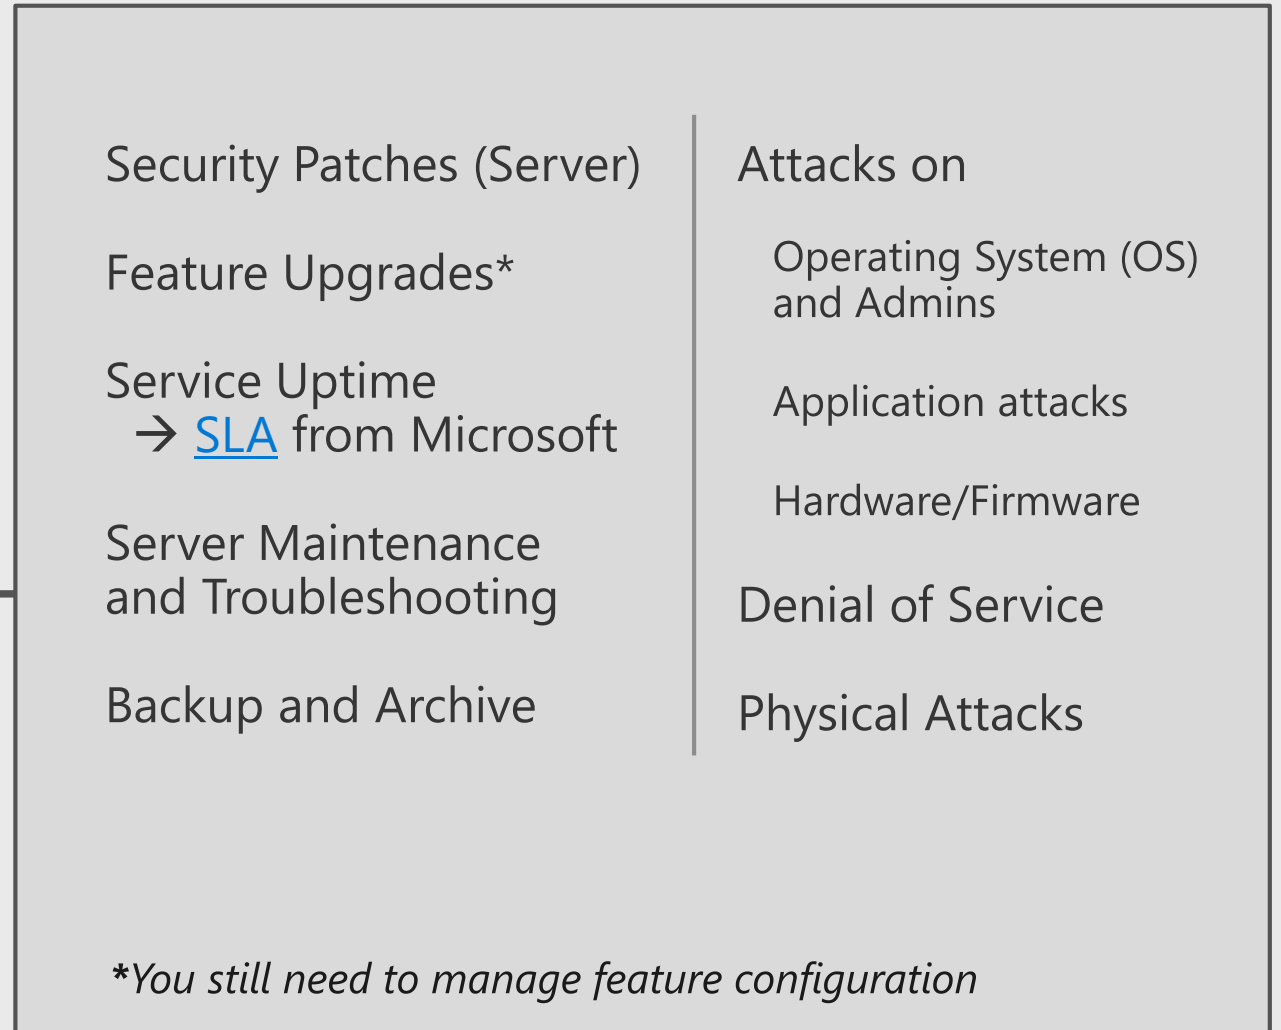 Security Patches (Server)
Feature Upgrades*
Service Uptime
→ SLA from Microsoft
Server Maintenance
and Troubleshooting
Backup and Archive
Attacks on
Operating System (OS)
and Admins
Application attacks
Hardware/Firmware
Denial of Service
Physical Attacks
*You still need to manage feature configuration